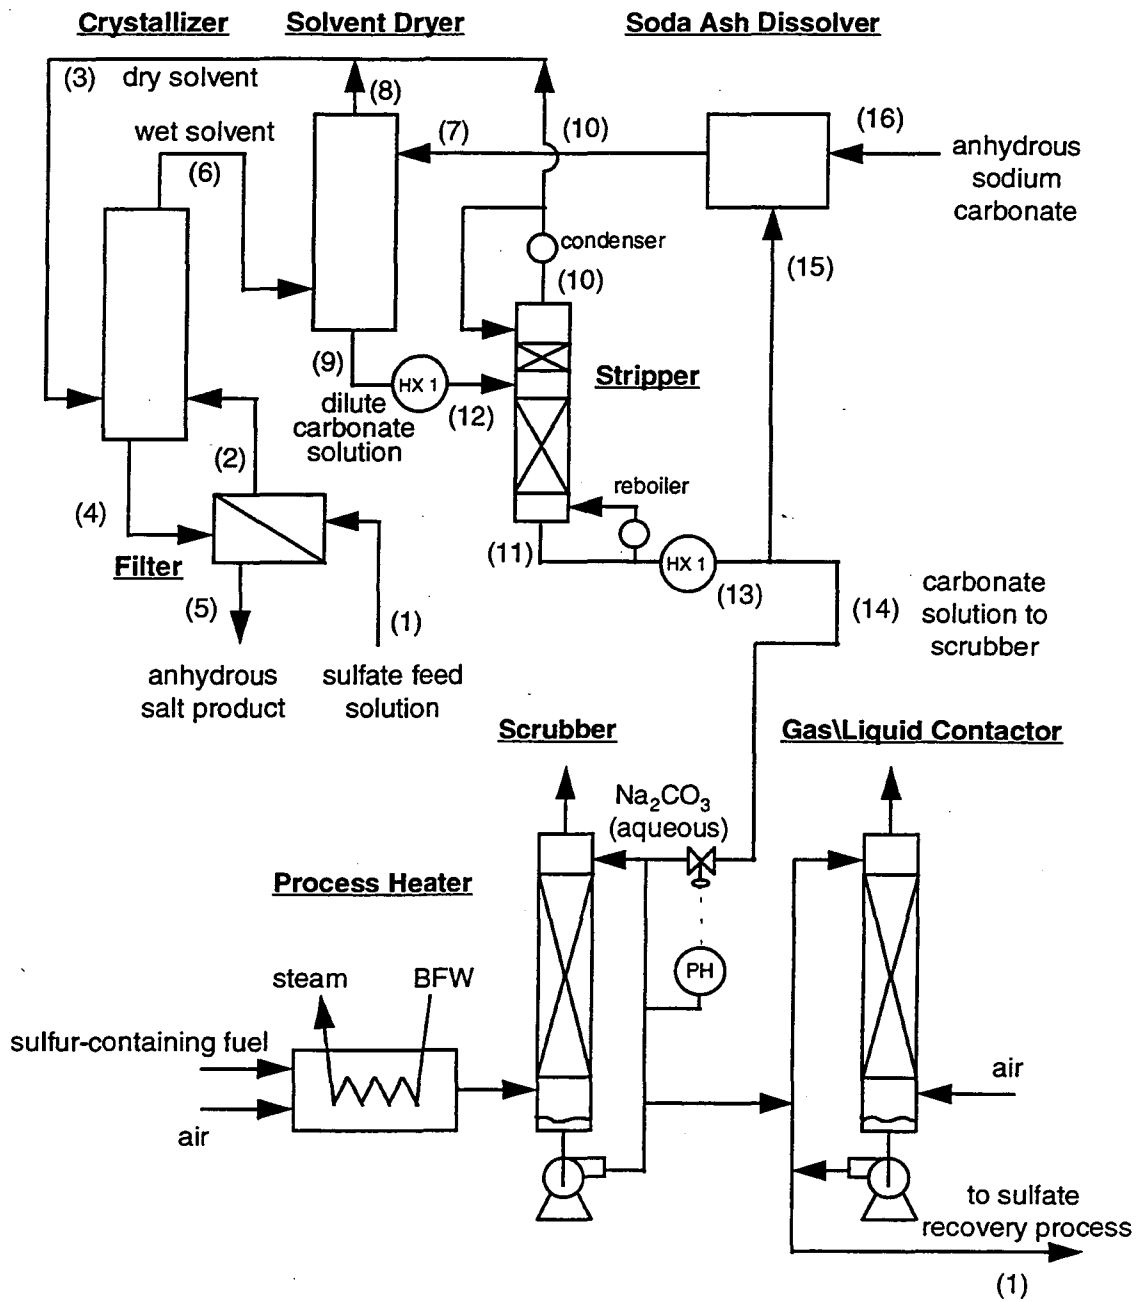 Crystallizer
Solvent Dryer
Soda Ash Dissolver
(3)
dry solvent
(8)
wet solvent
(6)
(7)
(10)
(16)
anhydrous
sodium
carbonate
condenser
(10)
(15)
(9)
HX 1
(12)
Stripper
dilute
carbonate
solution
(2)
(4)
reboiler
(11)
HX 1
(13)
Filter
(5)
(1)
(14)
carbonate
solution to
scrubber
anhydrous
salt product
sulfate feed
solution
Scrubber
Gas\Liquid Contactor
Na₂CO₃
(aqueous)
Process Heater
PH
steam
BFW
sulfur-containing fuel
air
air
to sulfate
recovery process
(1)